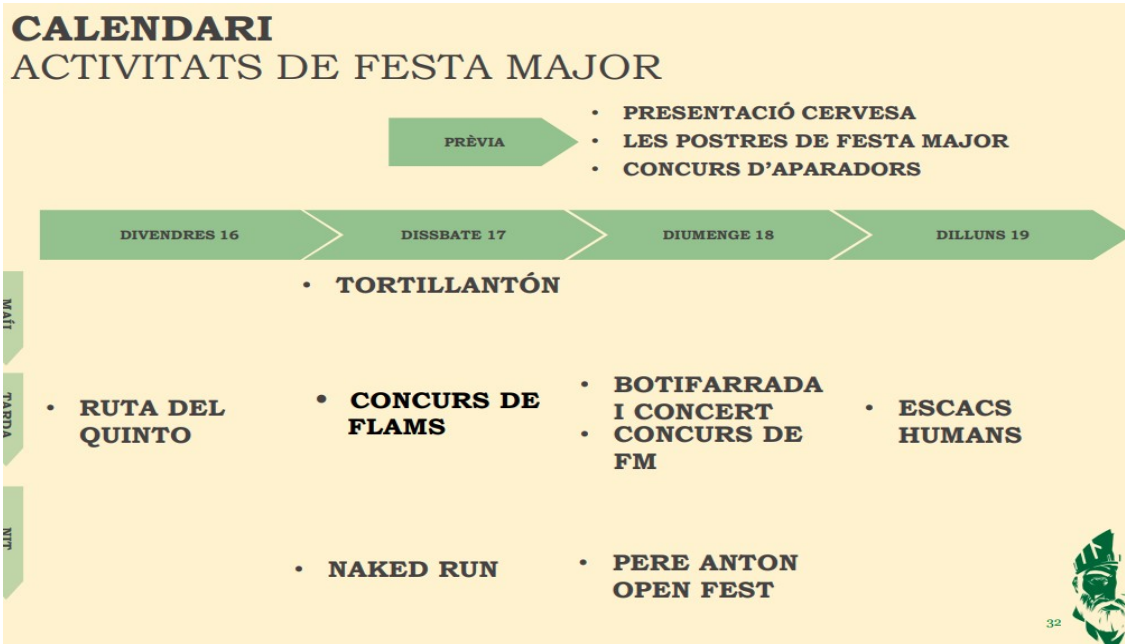 CALENDARI
ACTIVITATS DE FESTA MAJOR
PRÈVIA
• PRESENTACIÓ CERVESA
• LES POSTRES DE FESTA MAJOR
• CONCURS D'APARADORS
DIVENDRES 16
DISSBATE 17
DIUMENGE 18
DILLUNS 19
MAÍI
• TORTILLANTÓN
TARDA
• RUTA DEL
QUINTO
• CONCURS DE
FLAMS
• BOTIFARRADA
I CONCERT
• CONCURS DE
FM
• ESCACS
HUMANS
NIT
• NAKED RUN
• PERE ANTON
OPEN FEST
32